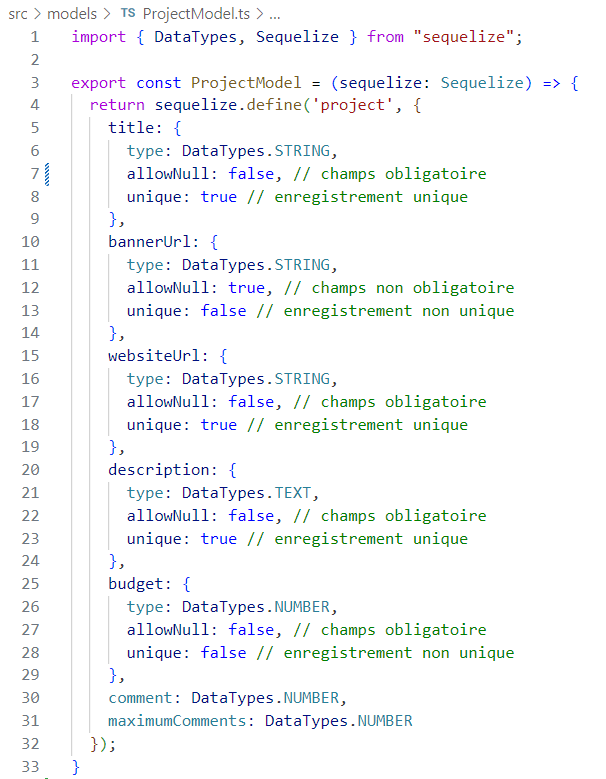 src > models > TS ProjectModel.ts > ...
1 import { DataTypes, Sequelize } from "sequelize";
2
3 export const ProjectModel = (sequelize: Sequelize) => {
4   return sequelize.define('project', {
5     title: {
6       type: DataTypes.STRING,
7       allowNull: false, // champs obligatoire
8       unique: true // enregistrement unique
9     },
10     bannerUrl: {
11       type: DataTypes.STRING,
12       allowNull: true, // champs non obligatoire
13       unique: false // enregistrement non unique
14     },
15     websiteUrl: {
16       type: DataTypes.STRING,
17       allowNull: false, // champs obligatoire
18       unique: true // enregistrement unique
19     },
20     description: {
21       type: DataTypes.TEXT,
22       allowNull: false, // champs obligatoire
23       unique: true // enregistrement unique
24     },
25     budget: {
26       type: DataTypes.NUMBER,
27       allowNull: false, // champs obligatoire
28       unique: false // enregistrement non unique
29     },
30     comment: DataTypes.NUMBER,
31     maximumComments: DataTypes.NUMBER
32   });
33 }